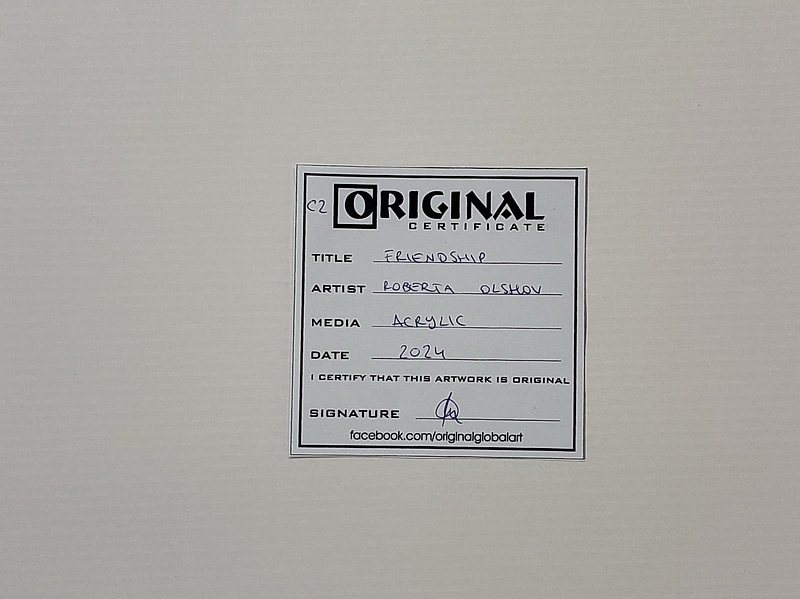 C2 ORIGINAL
CERTIFICATE
TITLE FRIENDSHIP
ARTIST ROBERTA OLSHOV
MEDIA ACRYLIC
DATE 2024
I CERTIFY THAT THIS ARTWORK IS ORIGINAL
SIGNATURE
facebook.com/originalglobalart